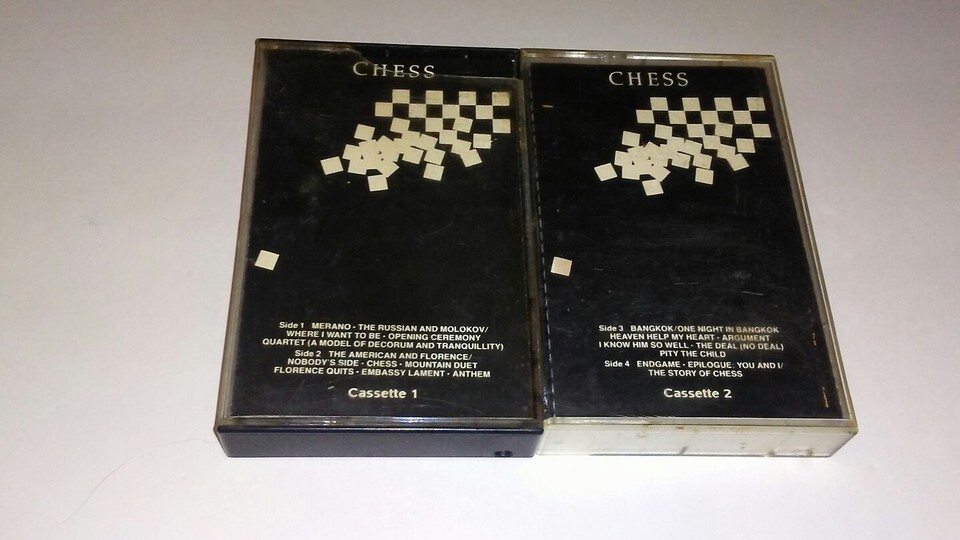 CHESS
Side 1 MERANO • THE RUSSIAN AND MOLOKOV/
WHERE I WANT TO BE • OPENING CEREMONY
QUARTET (A MODEL OF DECORUM AND TRANQUILLITY)
Side 2 THE AMERICAN AND FLORENCE/
NOBODY'S SIDE • CHESS • MOUNTAIN DUET
FLORENCE QUITS • EMBASSY LAMENT • ANTHEM
Cassette 1
CHESS
Side 3 BANGKOK/ONE NIGHT IN BANGKOK
HEAVEN HELP MY HEART • ARGUMENT
I KNOW HIM SO WELL • THE DEAL (NO DEAL)
PITY THE CHILD
Side 4 ENDGAME • EPILOGUE: YOU AND I/
THE STORY OF CHESS
Cassette 2